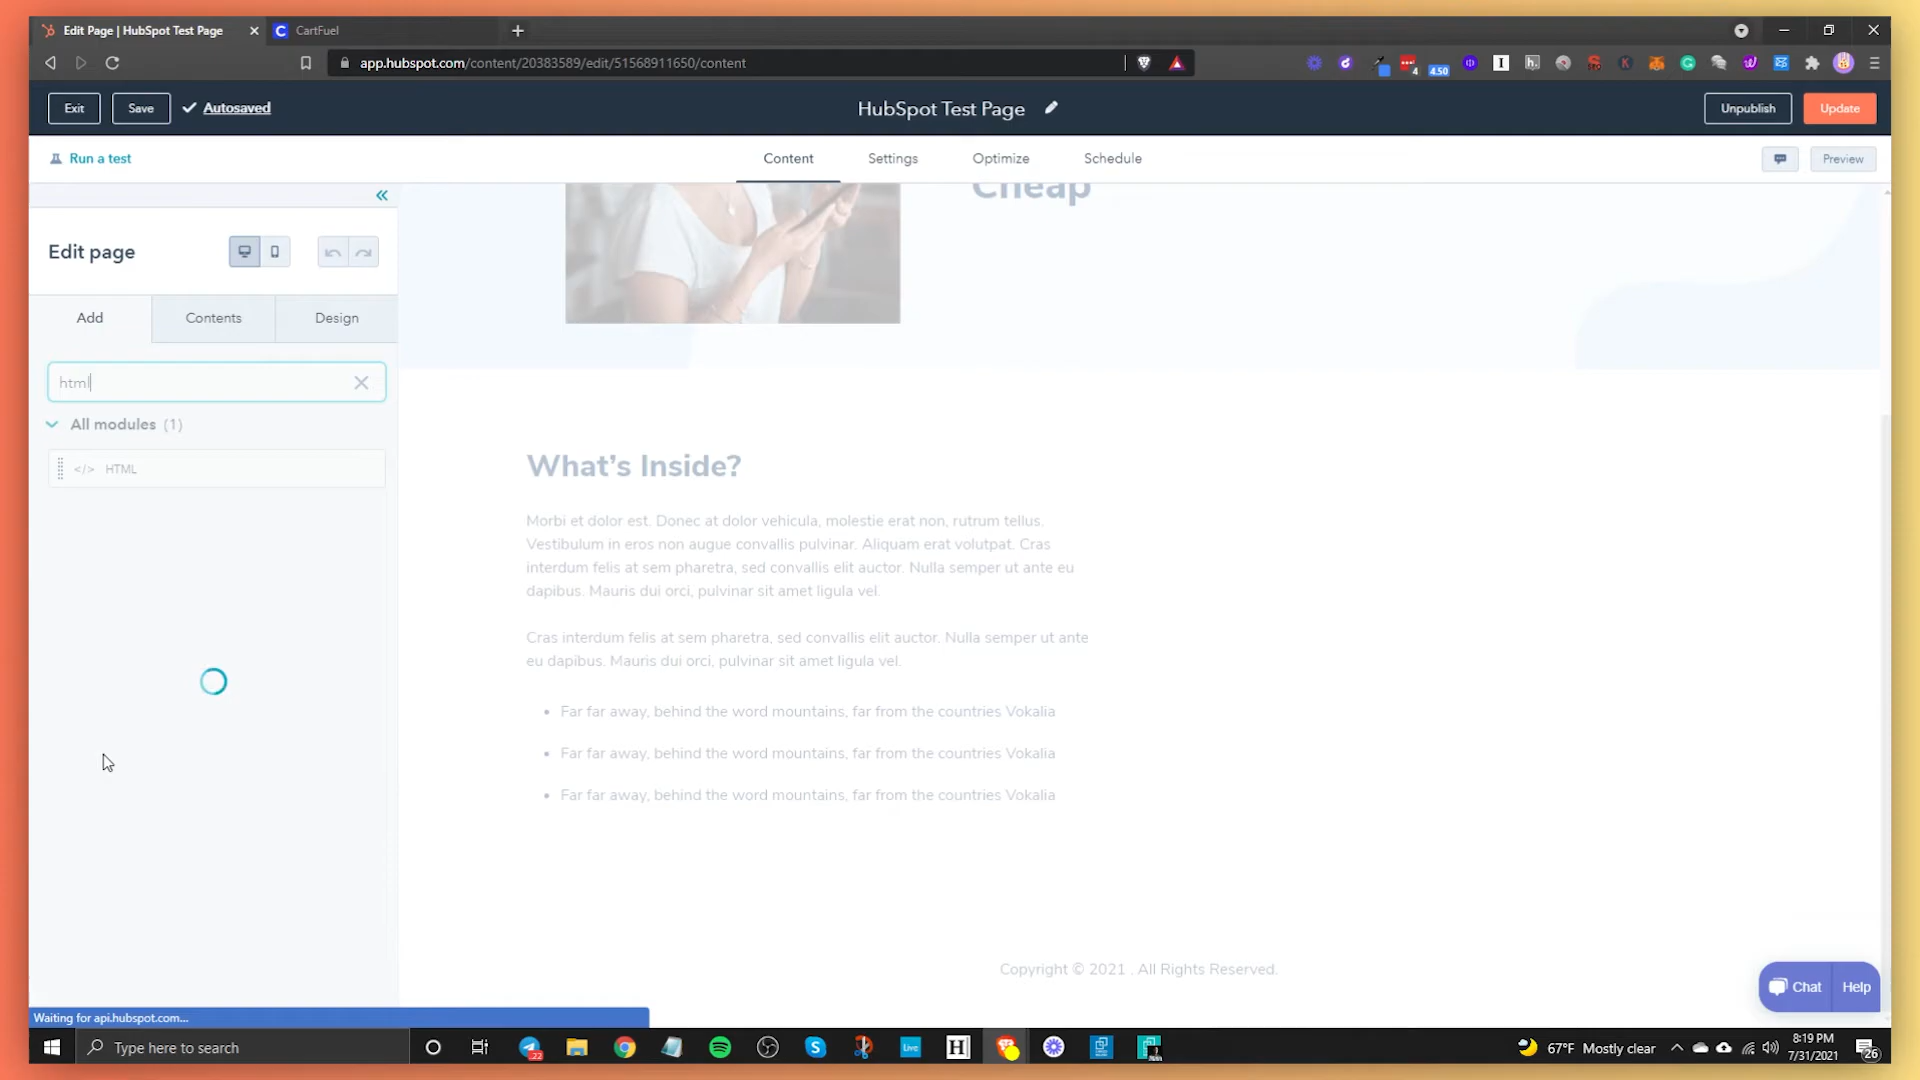 Edit Page | HubSpot Test Page
CartFuel
app.hubspot.com/content/20383589/edit/51568911650/content
4
4.50
Exit
Save
Autosaved
HubSpot Test Page
Unpublish
Update
Run a test
Content
Settings
Optimize
Schedule
Preview
Cheap
Edit page
Add
Contents
Design
html
All modules (1)
</> HTML
What's Inside?
Morbi et dolor est. Donec at dolor vehicula, molestie erat non, rutrum tellus.
Vestibulum in eros non augue convallis pulvinar. Aliquam erat volutpat. Cras
interdum felis at sem pharetra, sed convallis elit auctor. Nulla semper ut ante eu
dapibus. Mauris dui orci, pulvinar sit amet ligula vel.
Cras interdum felis at sem pharetra, sed convallis elit auctor. Nulla semper ut ante
eu dapibus. Mauris dui orci, pulvinar sit amet ligula vel.
• Far far away, behind the word mountains, far from the countries Vokalia
• Far far away, behind the word mountains, far from the countries Vokalia
• Far far away, behind the word mountains, far from the countries Vokalia
Copyright © 2021 . All Rights Reserved.
Chat
Help
Waiting for api.hubspot.com...
Type here to search
22
Live
H
67°F Mostly clear
8:19 PM
7/31/2021
26